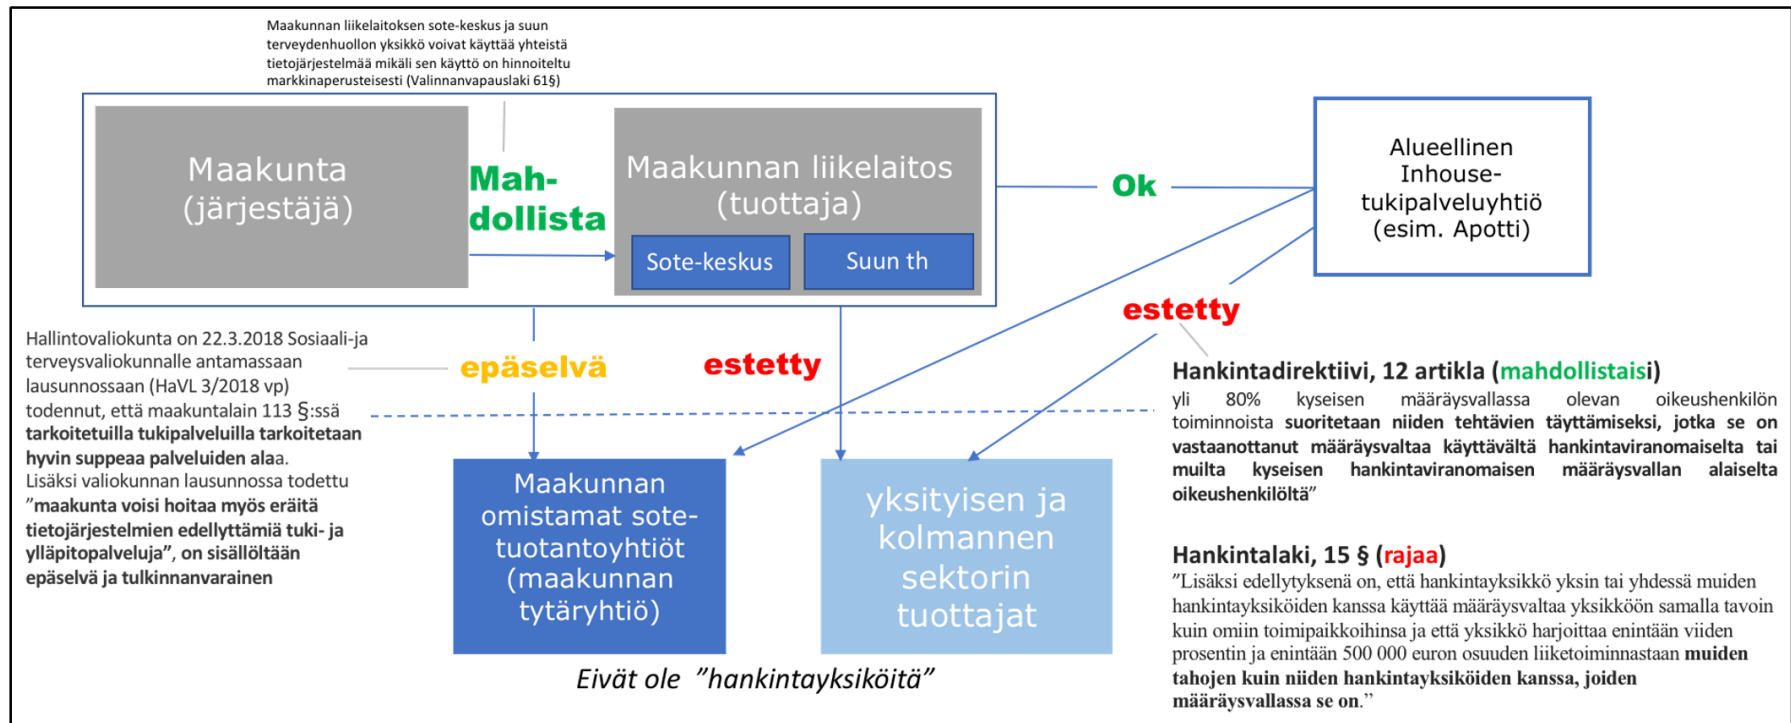 Maakunnan liikelaitoksen sote-keskus ja suun
terveydenhuollon yksikkö voivat käyttää yhteistä
tietojärjestelmää mikäli sen käyttö on hinnoiteltu
markkinaperusteisesti (Valinnanvapauslaki 61§)
Maakunta
(järjestäjä)
Mah-
dollista
Maakunnan liikelaitos
(tuottaja)
Sote-keskus
Suun th
Ok
Alueellinen
Inhouse-
tukipalveluyhtiö
(esim. Apotti)
Hallintovaliokunta on 22.3.2018 Sosiaali-ja
terveysvaliokunnalle antamassaan
lausunnossaan (HaVL 3/2018 vp)
todennut, että maakuntalain 113 §:ssä
tarkoitetuilla tukipalveluilla tarkoitetaan
hyvin suppeaa palveluiden alaa.
Lisäksi valiokunnan lausunnossa todettu
”maakunta voisi hoitaa myös eräitä
tietojärjestelmien edellyttämiä tuki- ja
ylläpitopalveluja”, on sisällöltään
epäselvä ja tulkinnanvarainen
epäselvä
estetty
estetty
Maakunnan
omistamat sote-
tuotantoyhtiöt
(maakunnan
tytäryhtiö)
yksityisen ja
kolmannen
sektorin
tuottajat
Eivät ole ”hankintayksiköitä”
Hankintadirektiivi, 12 artikla (mahdollistaisi)
yli 80% kyseisen määräysvallassa olevan oikeushenkilön
toiminnoista suoritetaan niiden tehtävien täyttämiseksi, jotka se on
vastaanottanut määräysvaltaa käyttävältä hankintaviranomaiselta tai
muilta kyseisen hankintaviranomaisen määräysvallan alaiselta
oikeushenkilöltä”
Hankintalaki, 15 § (rajaa)
”Lisäksi edellytyksenä on, että hankintayksikkö yksin tai yhdessä muiden
hankintayksiköiden kanssa käyttää määräysvaltaa yksikköön samalla tavoin
kuin omiin toimipaikkoihinsa ja että yksikkö harjoittaa enintään viiden
prosentin ja enintään 500 000 euron osuuden liiketoiminnastaan muiden
tahojen kuin niiden hankintayksiköiden kanssa, joiden
määräysvallassa se on.”